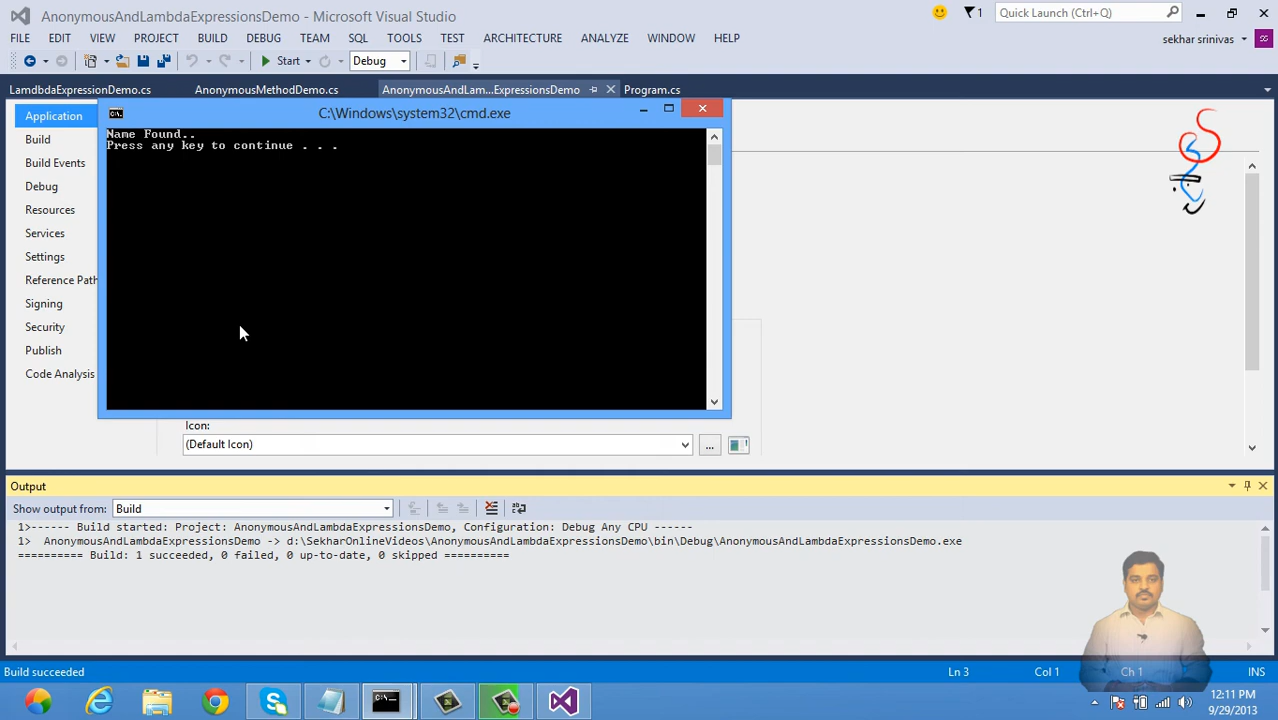 AnonymousAndLambdaExpressionsDemo - Microsoft Visual Studio
1
Quick Launch (Ctrl+Q)
FILE EDIT VIEW PROJECT BUILD DEBUG TEAM SQL TOOLS TEST ARCHITECTURE ANALYZE WINDOW HELP
sekhar srinivas
SS
Start
Debug
LamdbdaExpressionDemo.cs AnonymousMethodDemo.cs AnonymousAndLam...ExpressionsDemo Program.cs
Application
Build
Build Events
Debug
Resources
Services
Settings
Reference Path
Signing
Security
Publish
Code Analysis
C:\Windows\system32\cmd.exe
Name Found..
Press any key to continue . . .
Icon:
(Default Icon)
...
Output
Show output from: Build
1>------ Build started: Project: AnonymousAndLambdaExpressionsDemo, Configuration: Debug Any CPU ------
1> AnonymousAndLambdaExpressionsDemo -> d:\SekharOnlineVideos\AnonymousAndLambdaExpressionsDemo\bin\Debug\AnonymousAndLambdaExpressionsDemo.exe
========== Build: 1 succeeded, 0 failed, 0 up-to-date, 0 skipped ==========
Build succeeded
Ln 3 Col 1 Ch 1 INS
12:11 PM
9/29/2013